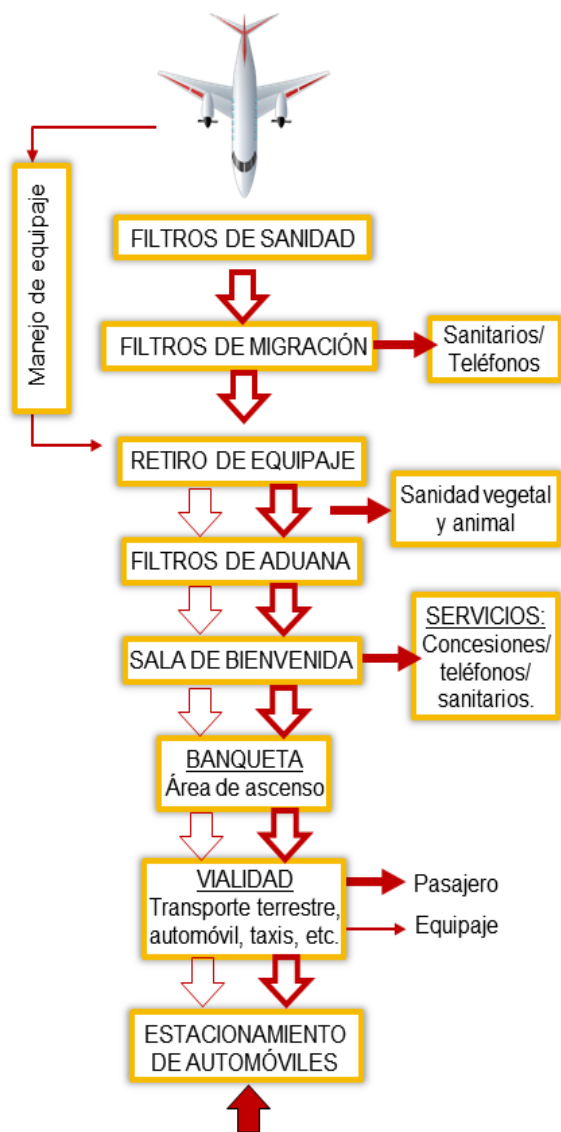 Manejo de equipaje
FILTROS DE SANIDAD
FILTROS DE MIGRACIÓN
Sanitarios/
Teléfonos
RETIRO DE EQUIPAJE
Sanidad vegetal
y animal
FILTROS DE ADUANA
SALA DE BIENVENIDA
SERVICIOS:
Concesiones/
teléfonos/
sanitarios.
BANQUETA
Área de ascenso
VIALIDAD
Transporte terrestre,
automóvil, taxis, etc.
Pasajero
Equipaje
ESTACIONAMIENTO
DE AUTOMÓVILES